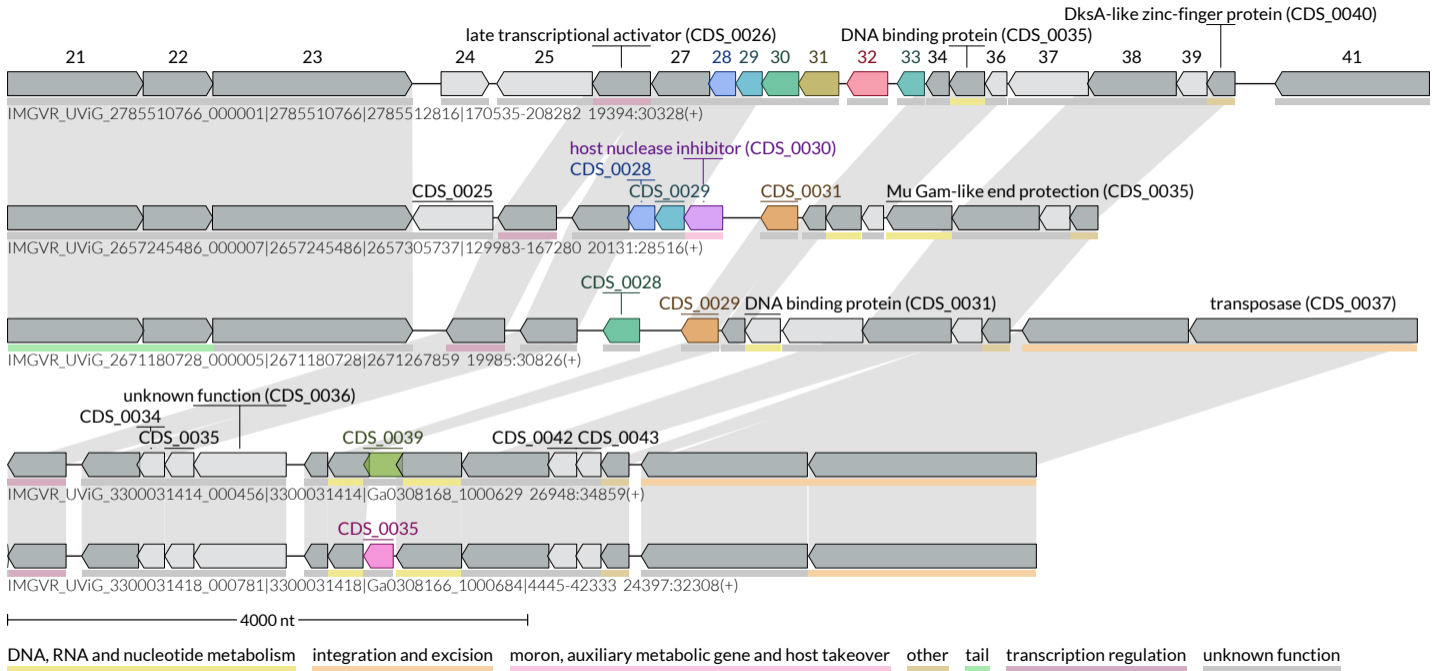 DksA-like zinc-finger protein (CDS_0040)
late transcriptional activator (CDS_0026) DNA binding protein (CDS_0035)
21 22 23 24 25 27 28 29 30 31 32 33 34 36 37 38 39 41
IMGVR_UViG_2785510766_000001|2785510766|2785512816|170535-208282 19394:30328(+)
host nuclease inhibitor (CDS_0030)
CDS_0028
CDS_0025 CDS_0029 CDS_0031 Mu Gam-like end protection (CDS_0035)
IMGVR_UViG_2657245486_000007|2657245486|2657305737|129983-167280 20131:28516(+)
CDS_0028
CDS_0029 DNA binding protein (CDS_0031) transposase (CDS_0037)
IMGVR_UViG_2671180728_000005|2671180728|2671267859 19985:30826(+)
unknown function (CDS_0036)
CDS_0034
CDS_0035 CDS_0039 CDS_0042 CDS_0043
IMGVR_UViG_3300031414_000456|3300031414|Ga0308168_1000629 26948:34859(+)
CDS_0035
IMGVR_UViG_3300031418_000781|3300031418|Ga0308166_1000684|4445-42333 24397:32308(+)
4000 nt
DNA, RNA and nucleotide metabolism integration and excision moron, auxiliary metabolic gene and host takeover other tail transcription regulation unknown function